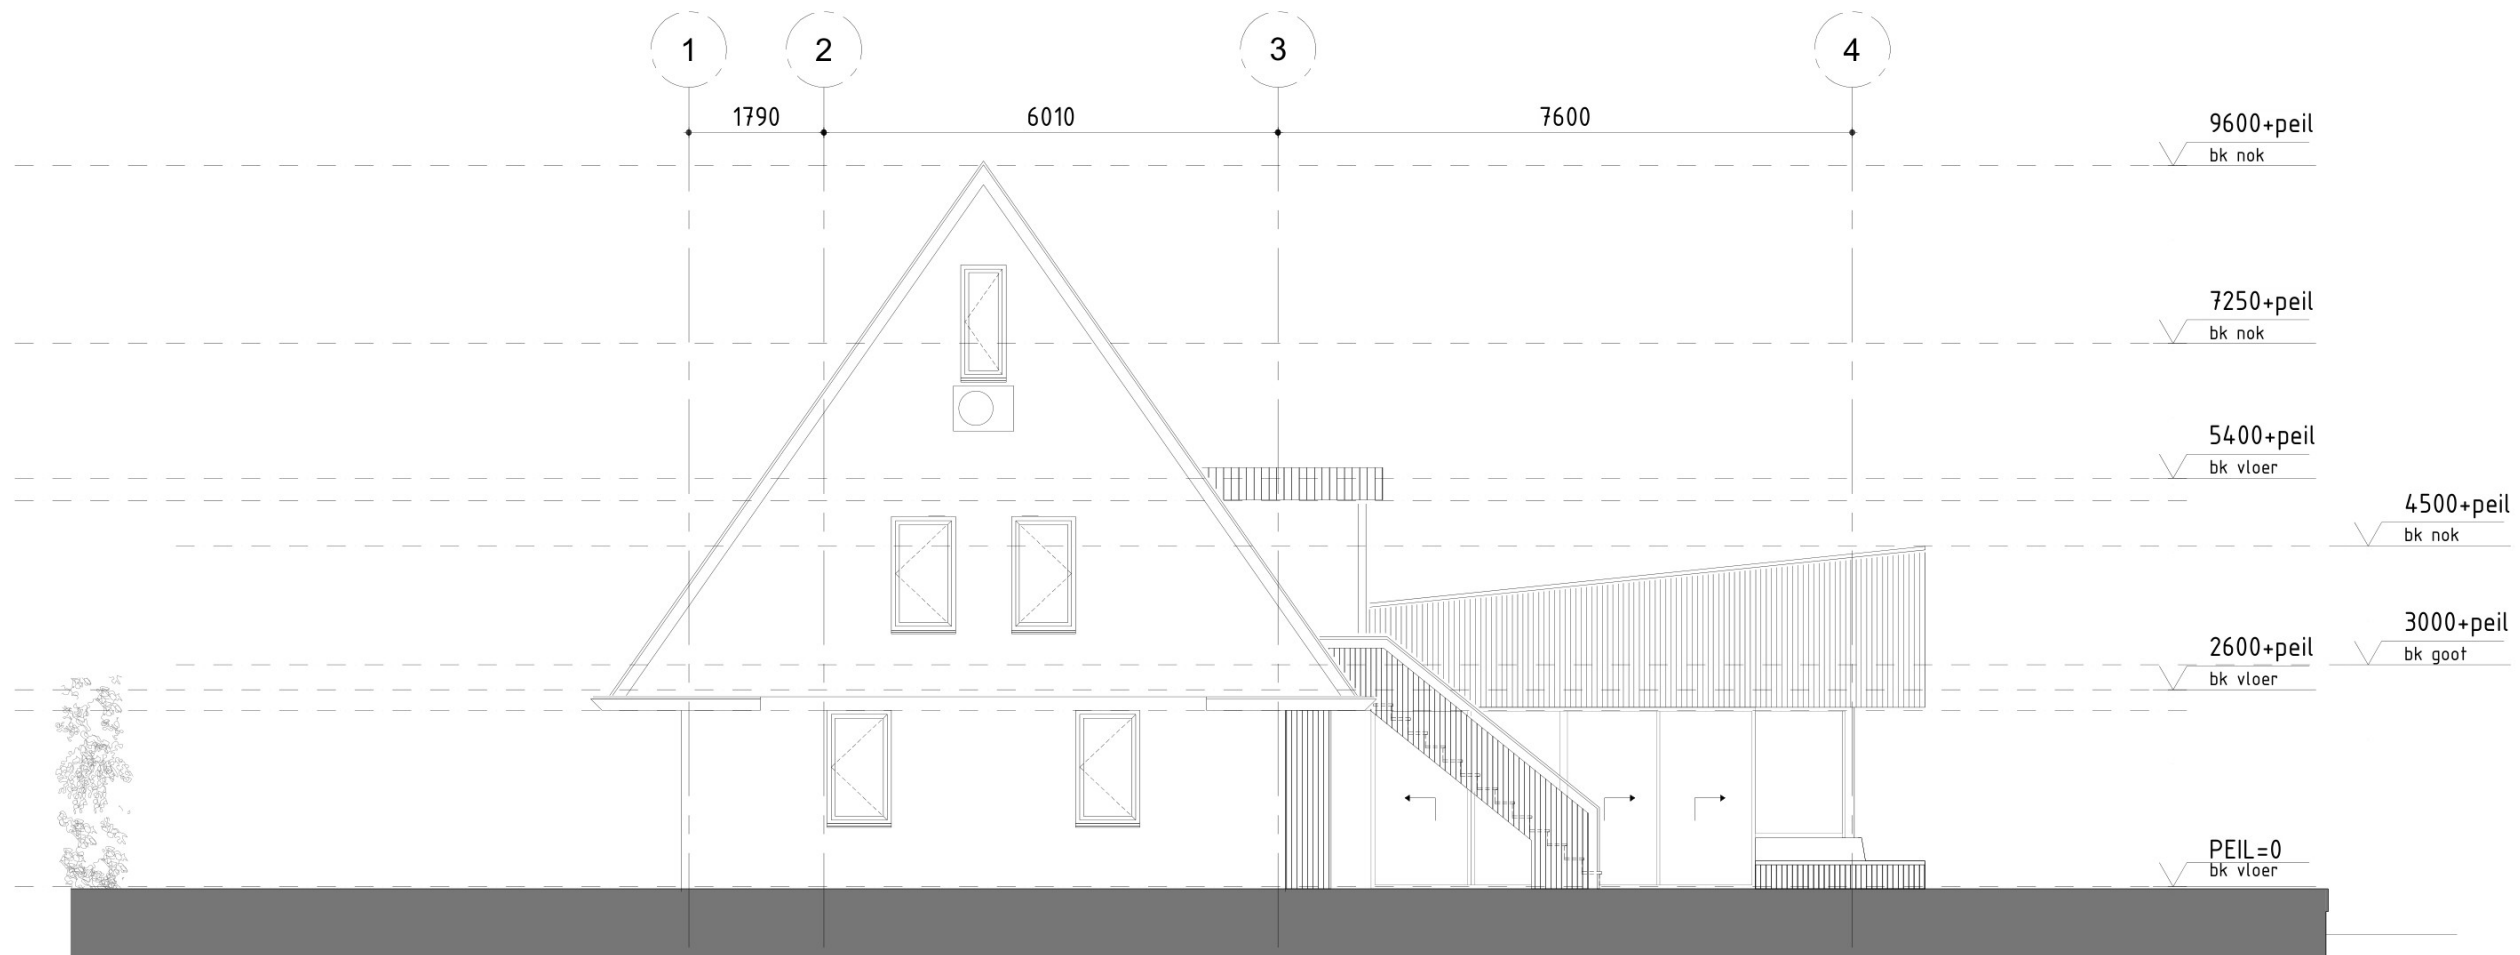 1 2 3 4
1790 6010 7600
9600+peil
bk nok
7250+peil
bk nok
5400+peil
bk vloer
4500+peil
bk nok
3000+peil
bk goot
2600+peil
bk vloer
PEIL=0
bk vloer